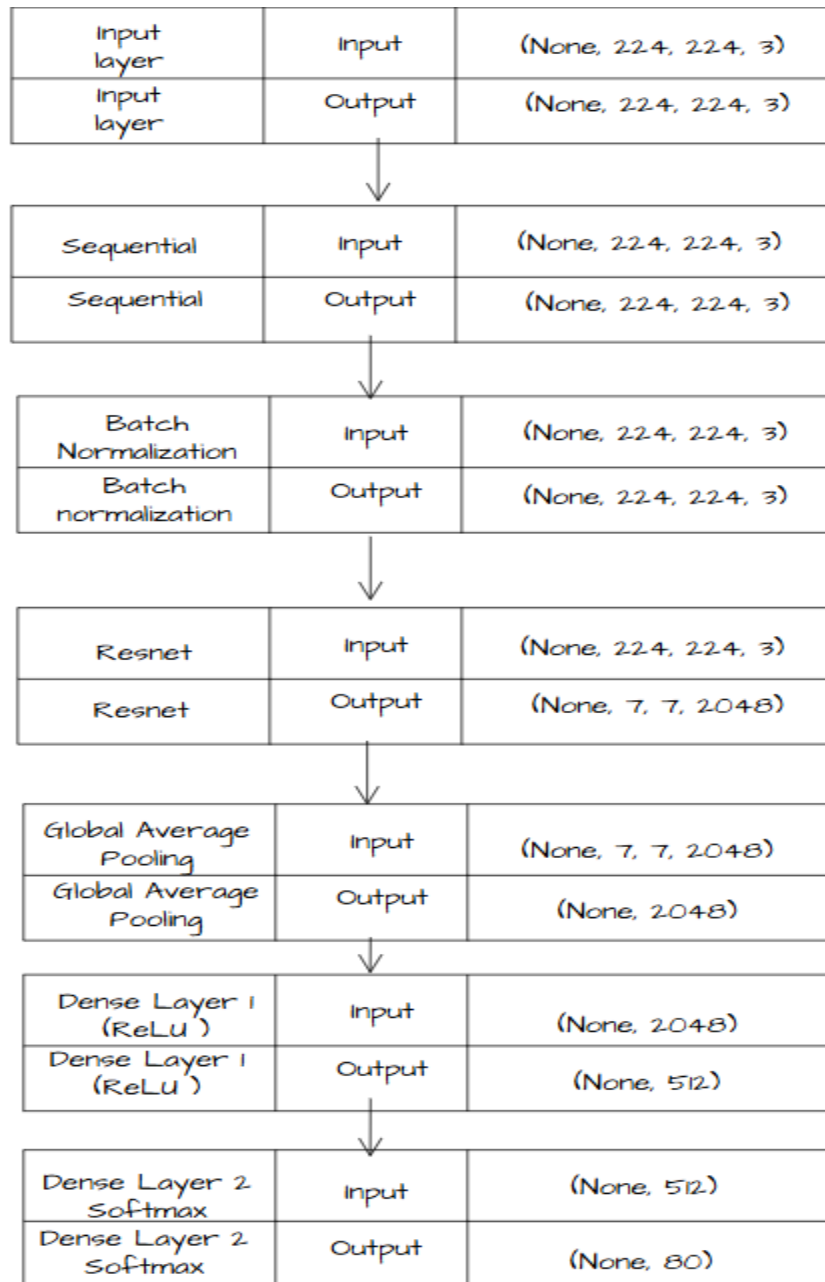 Input
layer
Input
(None, 224, 224, 3)
Input
layer
Output
(None, 224, 224, 3)
Sequential
Input
(None, 224, 224, 3)
Sequential
Output
(None, 224, 224, 3)
Batch
Normalization
Input
(None, 224, 224, 3)
Batch
normalization
Output
(None, 224, 224, 3)
Resnet
Input
(None, 224, 224, 3)
Resnet
Output
(None, 7, 7, 2048)
Global Average
Pooling
Input
(None, 7, 7, 2048)
Global Average
Pooling
Output
(None, 2048)
Dense Layer 1
(ReLu )
Input
(None, 2048)
Dense Layer 1
(ReLu )
Output
(None, 512)
Dense Layer 2
Softmax
Input
(None, 512)
Dense Layer 2
Softmax
Output
(None, 80)